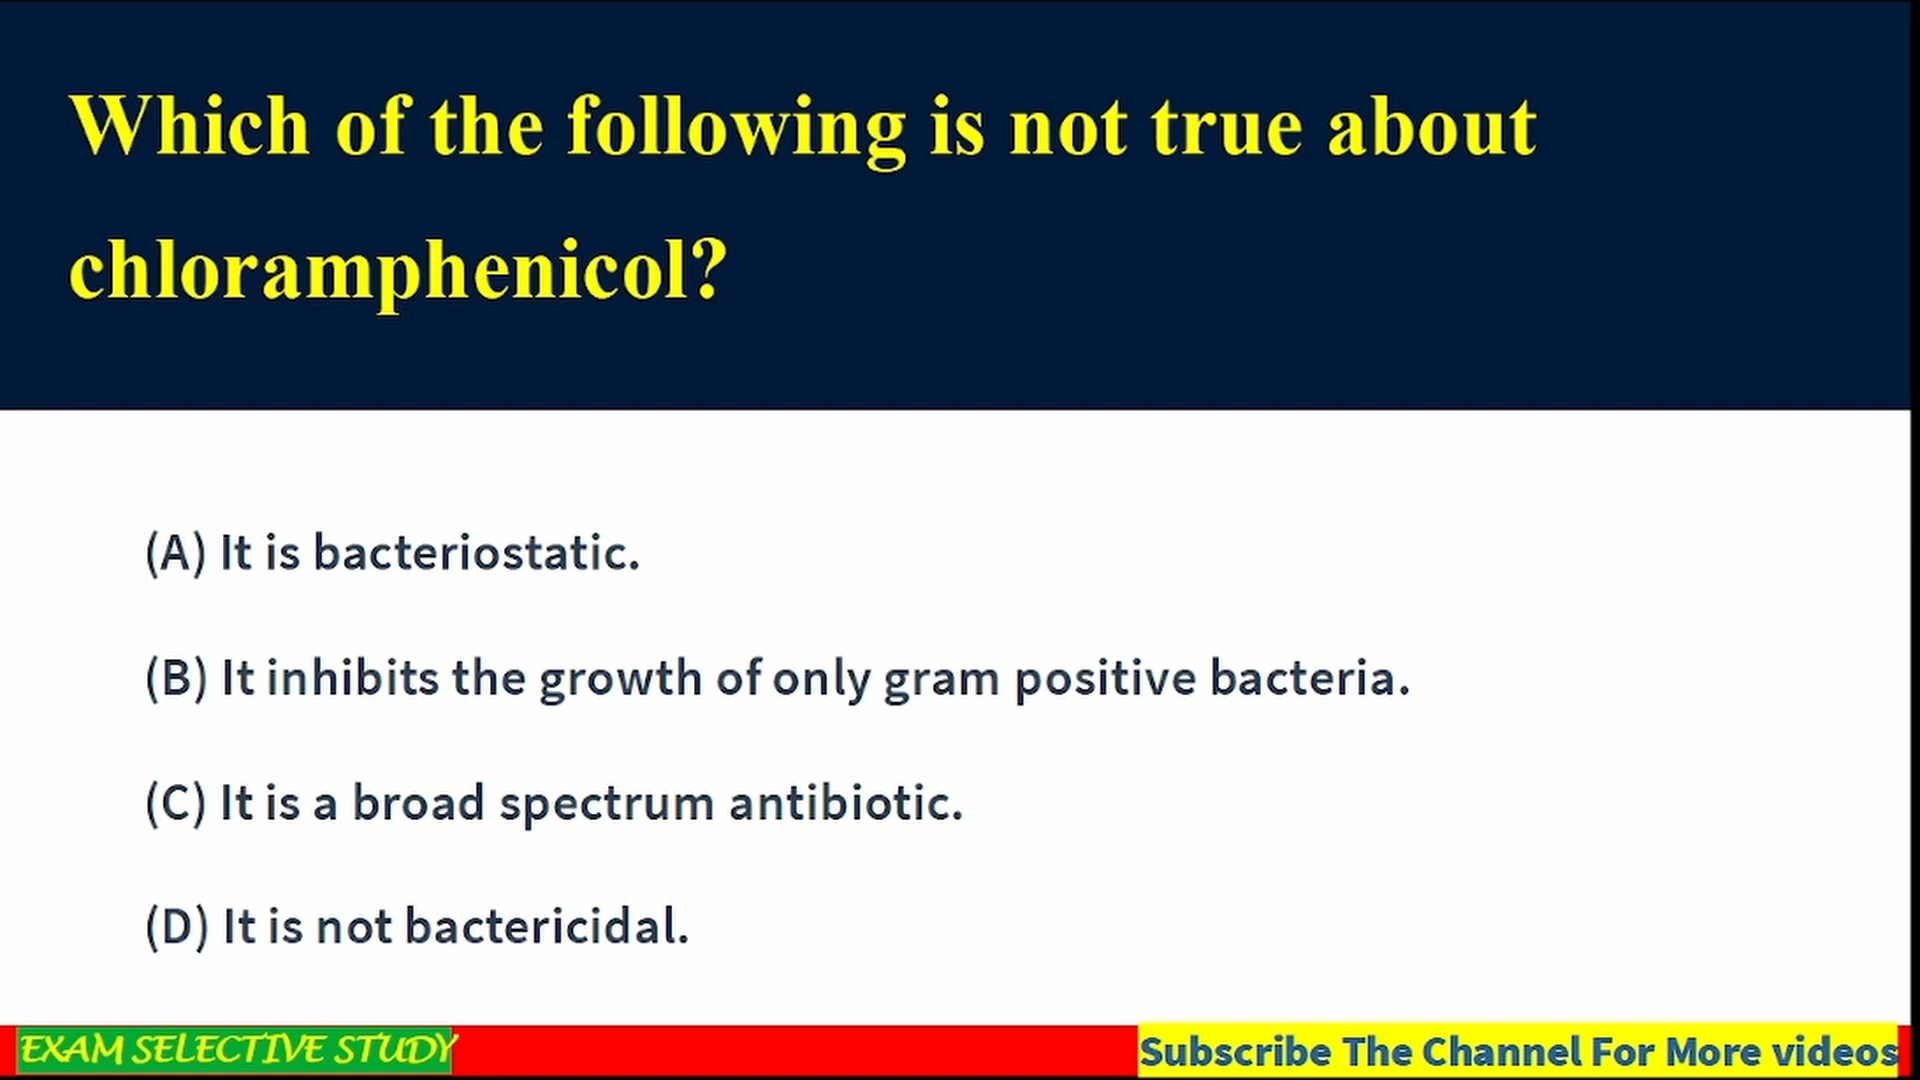 Which of the following is not true about
chloramphenicol?
(A) It is bacteriostatic.
(B) It inhibits the growth of only gram positive bacteria.
(C) It is a broad spectrum antibiotic.
(D) It is not bactericidal.
EXAM SELECTIVE STUDY
Subscribe The Channel For More videos